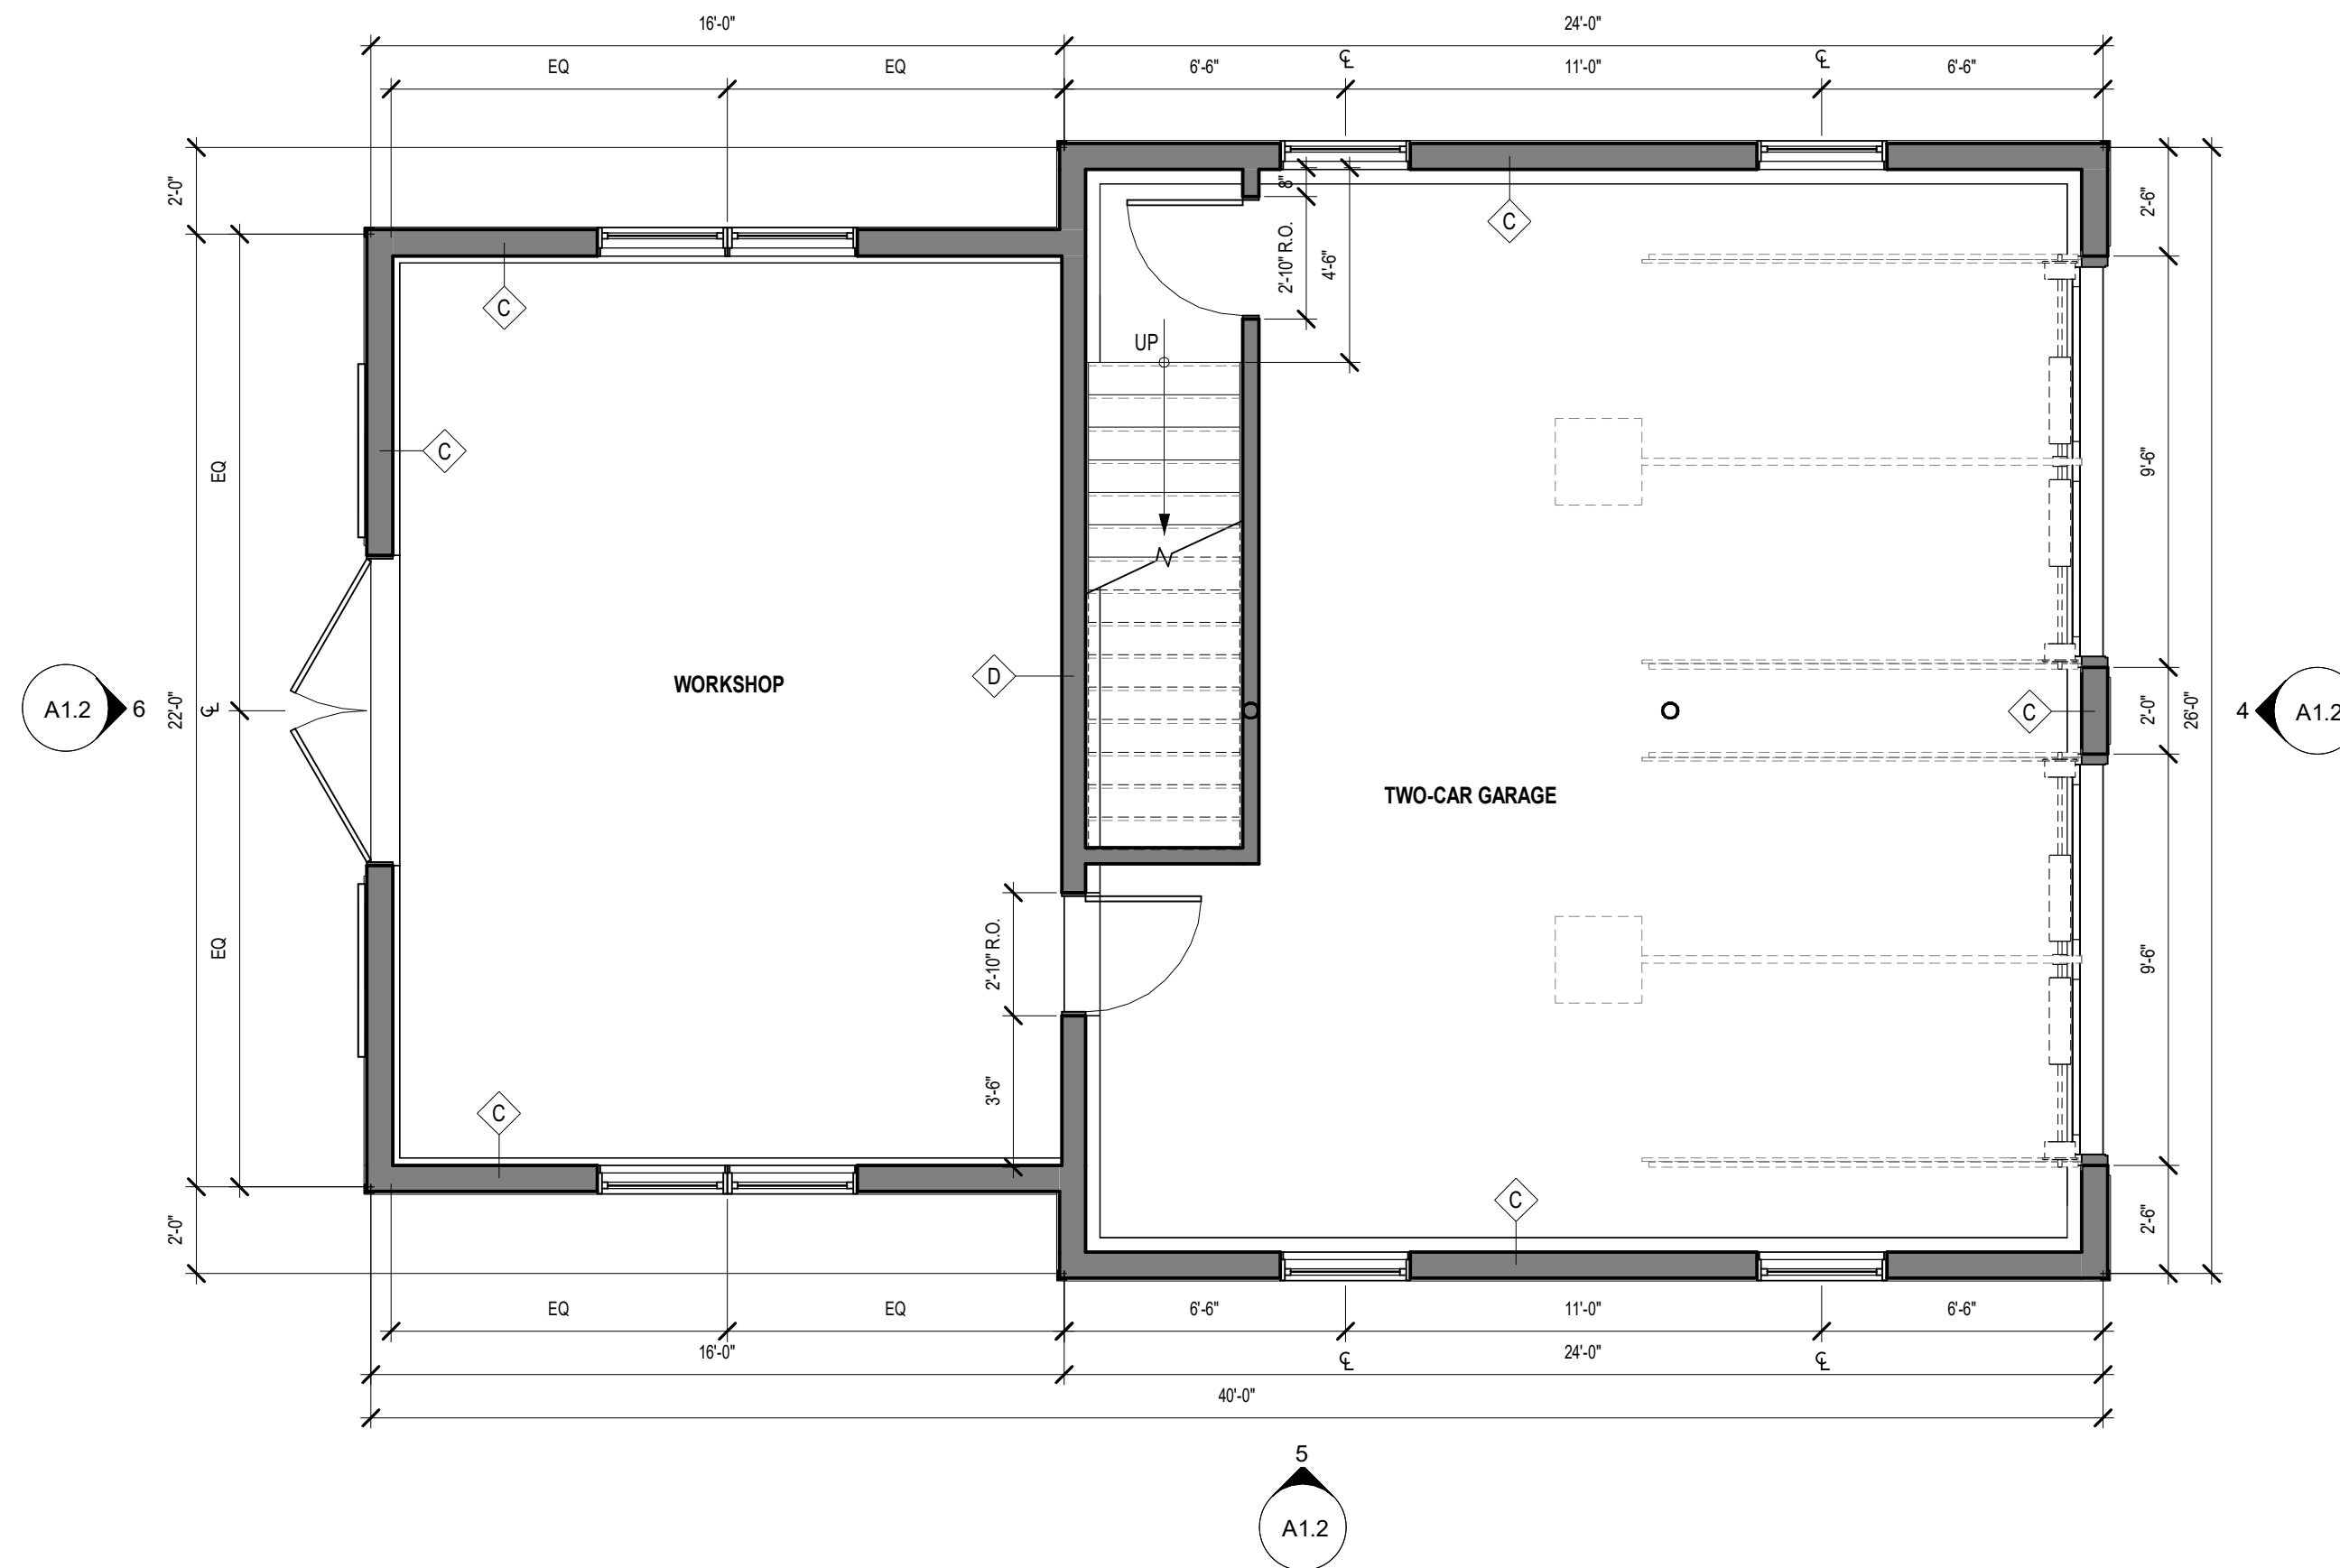 16'-0"
24'-0"
EQ
EQ
6'-6"
℄
11'-0"
℄
6'-6"
2'-0"
8"
2'-6"
C
C
2'-10" R.O.
4'-6"
UP
EQ
C
9'-6"
WORKSHOP
D
A1.2
6
22'-0"
℄
C
2'-0"
26'-0"
4
A1.2
TWO-CAR GARAGE
EQ
2'-10" R.O.
9'-6"
3'-6"
C
C
2'-0"
2'-6"
EQ
EQ
6'-6"
11'-0"
6'-6"
16'-0"
℄
24'-0"
℄
40'-0"
5
A1.2